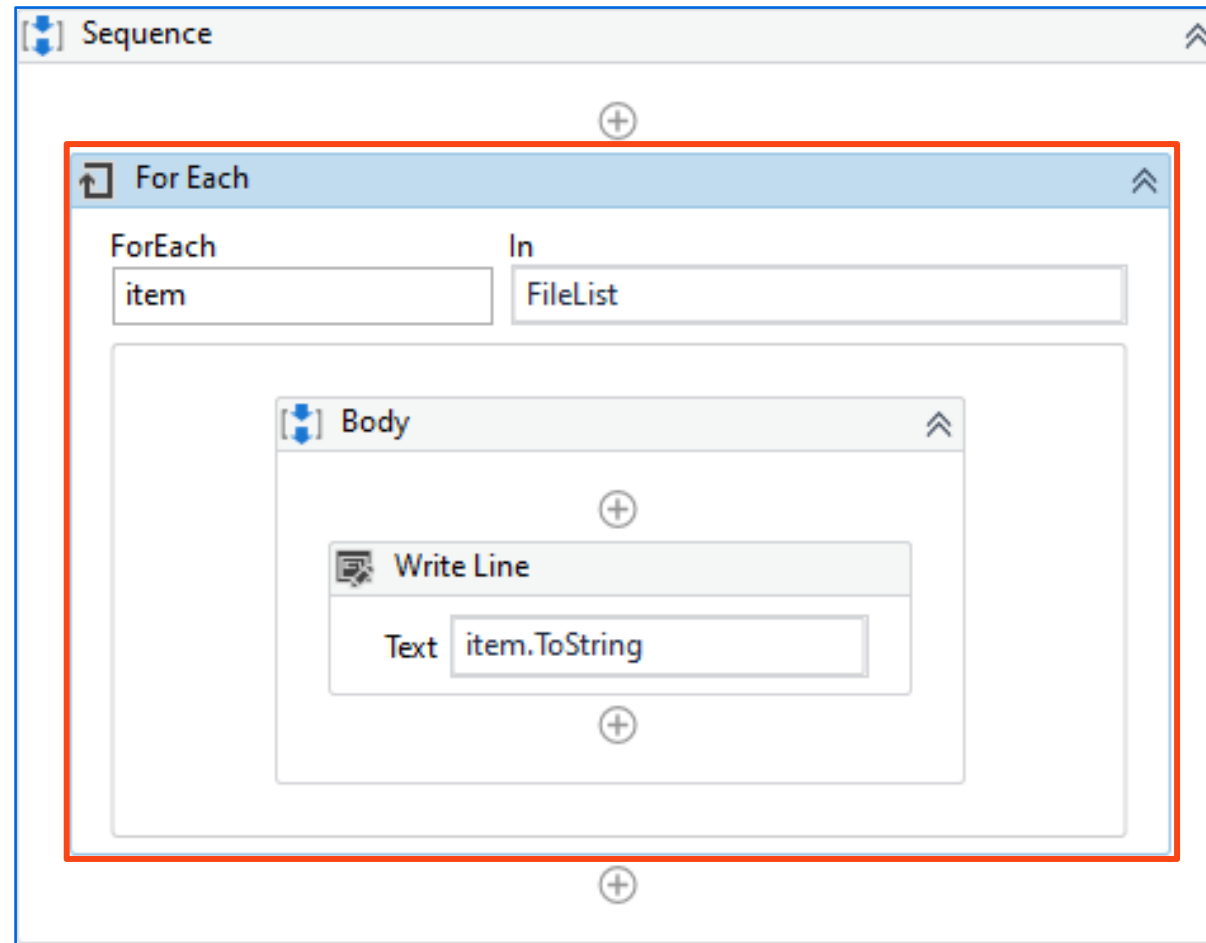 Sequence
For Each
ForEach In
item FileList
Body
Write Line
Text item.ToString